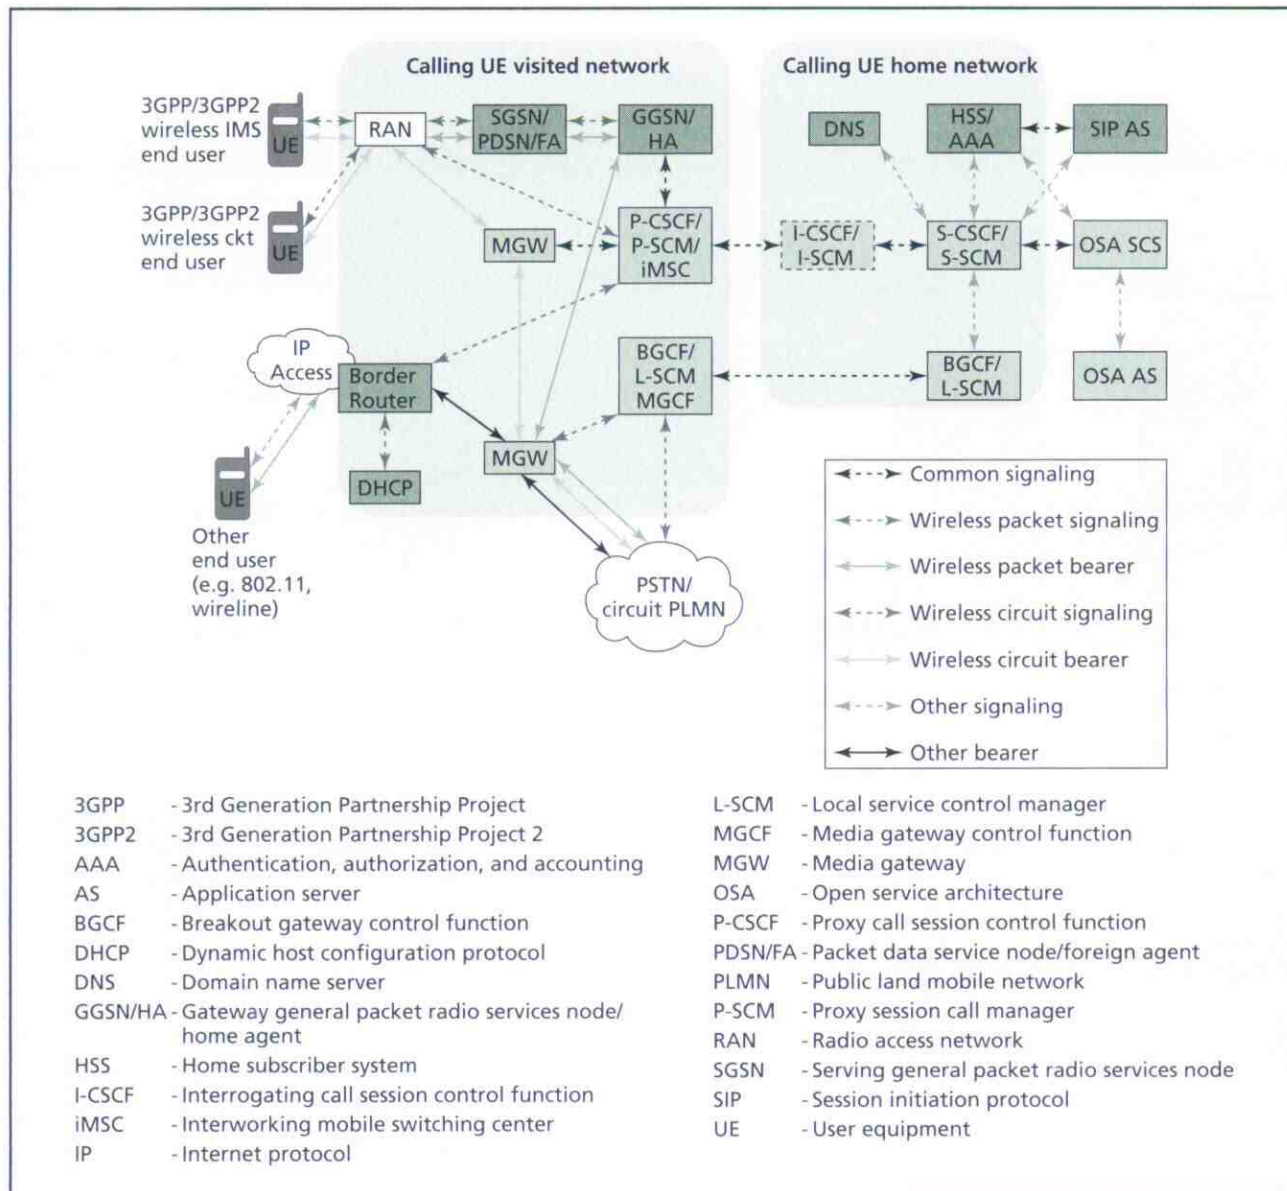 Calling UE visited network
Calling UE home network
3GPP/3GPP2
wireless IMS
end user
UE
RAN
SGSN/
PDSN/FA
GGSN/
HA
DNS
HSS/
AAA
SIP AS
3GPP/3GPP2
wireless ckt
end user
UE
MGW
P-CSCF/
P-SCM/
iMSC
I-CSCF/
I-SCM
S-CSCF/
S-SCM
OSA SCS
IP
Access
Border
Router
BGCF/
L-SCM
MGCF
BGCF/
L-SCM
OSA AS
UE
DHCP
MGW
Other
end user
(e.g. 802.11,
wireline)
PSTN/
circuit PLMN
Common signaling
Wireless packet signaling
Wireless packet bearer
Wireless circuit signaling
Wireless circuit bearer
Other signaling
Other bearer
3GPP - 3rd Generation Partnership Project
3GPP2 - 3rd Generation Partnership Project 2
AAA - Authentication, authorization, and accounting
AS - Application server
BGCF - Breakout gateway control function
DHCP - Dynamic host configuration protocol
DNS - Domain name server
GGSN/HA - Gateway general packet radio services node/
home agent
HSS - Home subscriber system
I-CSCF - Interrogating call session control function
iMSC - Interworking mobile switching center
IP - Internet protocol
L-SCM - Local service control manager
MGCF - Media gateway control function
MGW - Media gateway
OSA - Open service architecture
P-CSCF - Proxy call session control function
PDSN/FA - Packet data service node/foreign agent
PLMN - Public land mobile network
P-SCM - Proxy session call manager
RAN - Radio access network
SGSN - Serving general packet radio services node
SIP - Session initiation protocol
UE - User equipment